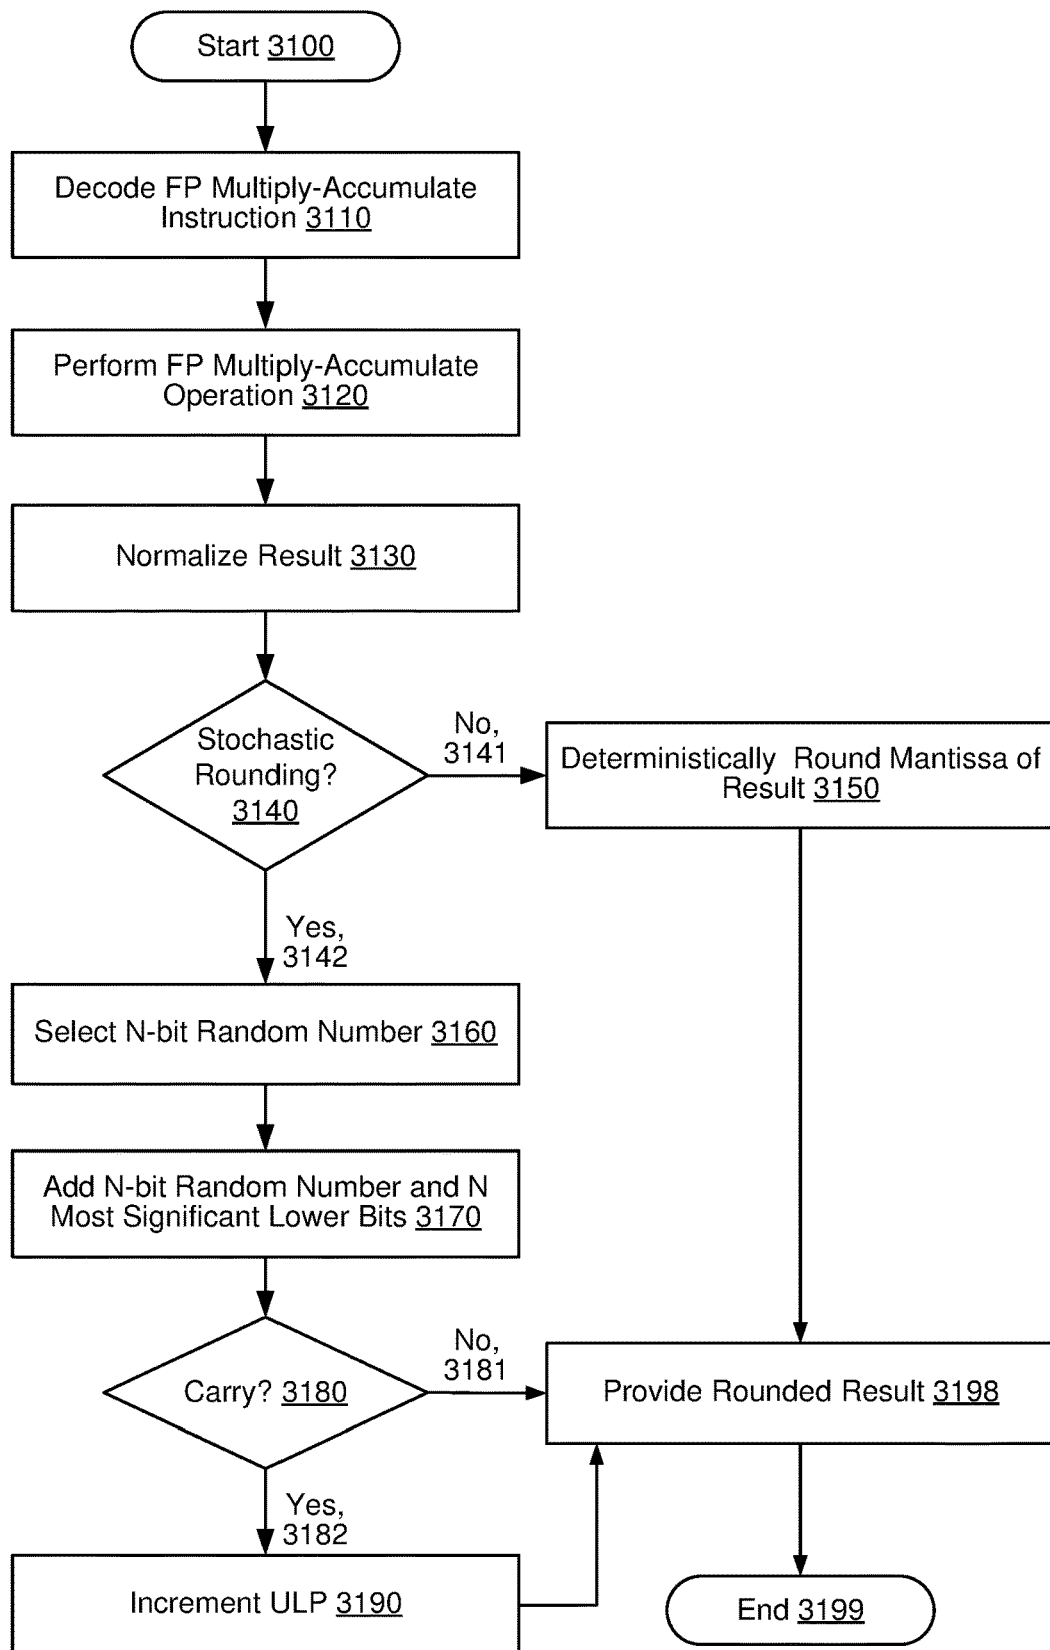 Start 3100
Decode FP Multiply-Accumulate
Instruction 3110
Perform FP Multiply-Accumulate
Operation 3120
Normalize Result 3130
Stochastic
Rounding?
3140
No,
3141
Deterministically Round Mantissa of
Result 3150
Yes,
3142
Select N-bit Random Number 3160
Add N-bit Random Number and N
Most Significant Lower Bits 3170
Carry? 3180
No,
3181
Provide Rounded Result 3198
Yes,
3182
Increment ULP 3190
End 3199